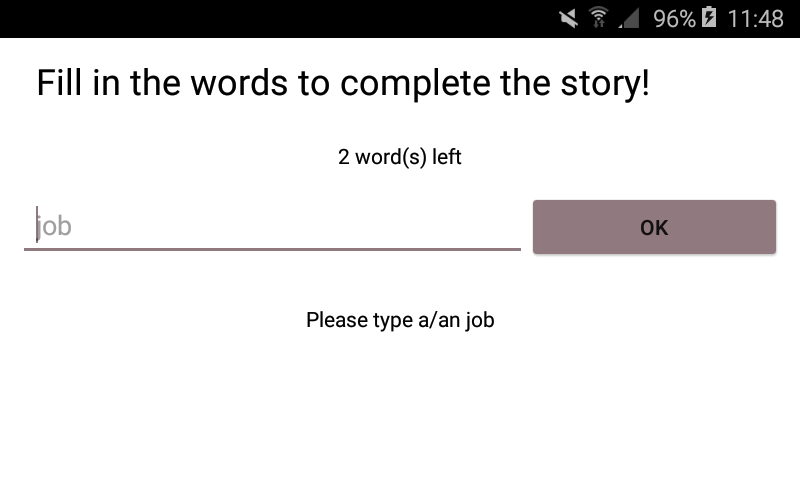 96% 11:48
Fill in the words to complete the story!
2 word(s) left
job
OK
Please type a/an job